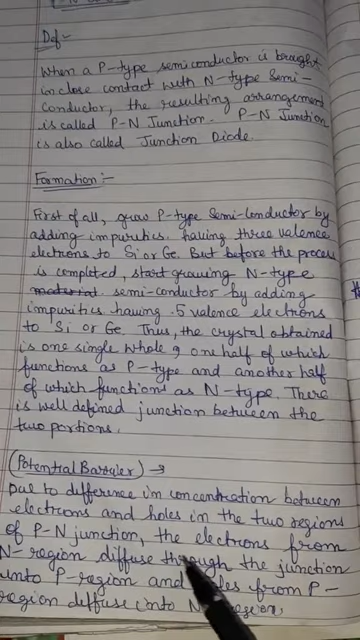 Def-
When a P-type semiconductor is brought
in close contact with N-type Semi-
Conductor, the resulting arrangement
is called P-N Junction. P-N Junction
is also called Junction Diode.
Formation:-
First of all, grow P-type Semi-Conductor by
adding impurities having three valence
electrons to Si or Ge. But before the process
is completed, start growing N-type
material semi-conductor by adding
impurities having 5 valence electrons
to Si or Ge. Thus, the crystal obtained
is one single whole, one half of which
functions as P-type and another half
of which functions as N-type. There
is well defined junction between the
two portions.
(Potential Barrier) →
Due to difference in concentration between
electrons and holes in the two regions
of P-N junction, the electrons from
N-region diffuse through the junction
into P-region and holes from P-
region diffuse into N region,